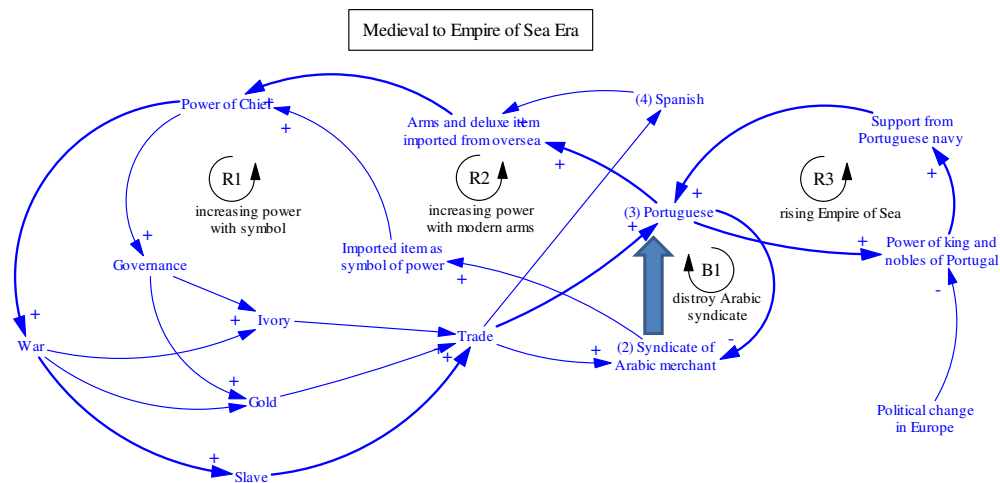 Medieval to Empire of Sea Era
Power of Chief
+
+
(4) Spanish
Arms and deluxe item
imported from oversea
+
+
Support from
Portuguese navy
+
R1
increasing power
with symbol
R2
increasing power
with modern arms
R3
rising Empire of Sea
+
(3) Portuguese
+
+
Power of king and
nobles of Portugal
-
+
Governance
Imported item as
symbol of power
+
B1
distroy Arabic
syndicate
+
War
+
Ivory
Trade
+
+
+
(2) Syndicate of
Arabic merchant
-
+
+
Gold
Political change
in Europe
+
Slave